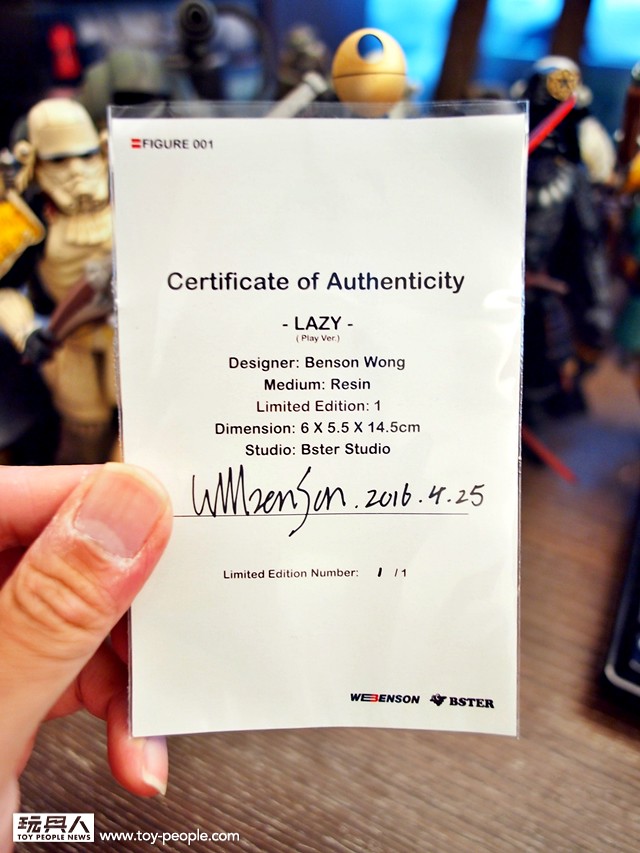 FIGURE 001
Certificate of Authenticity
- LAZY -
( Play Ver.)
Designer: Benson Wong
Medium: Resin
Limited Edition: 1
Dimension: 6 X 5.5 X 14.5cm
Studio: Bster Studio
2016.4.25
Limited Edition Number: 1 / 1
WEBENSON BSTER
玩具人
TOY PEOPLE NEWS www.toy-people.com